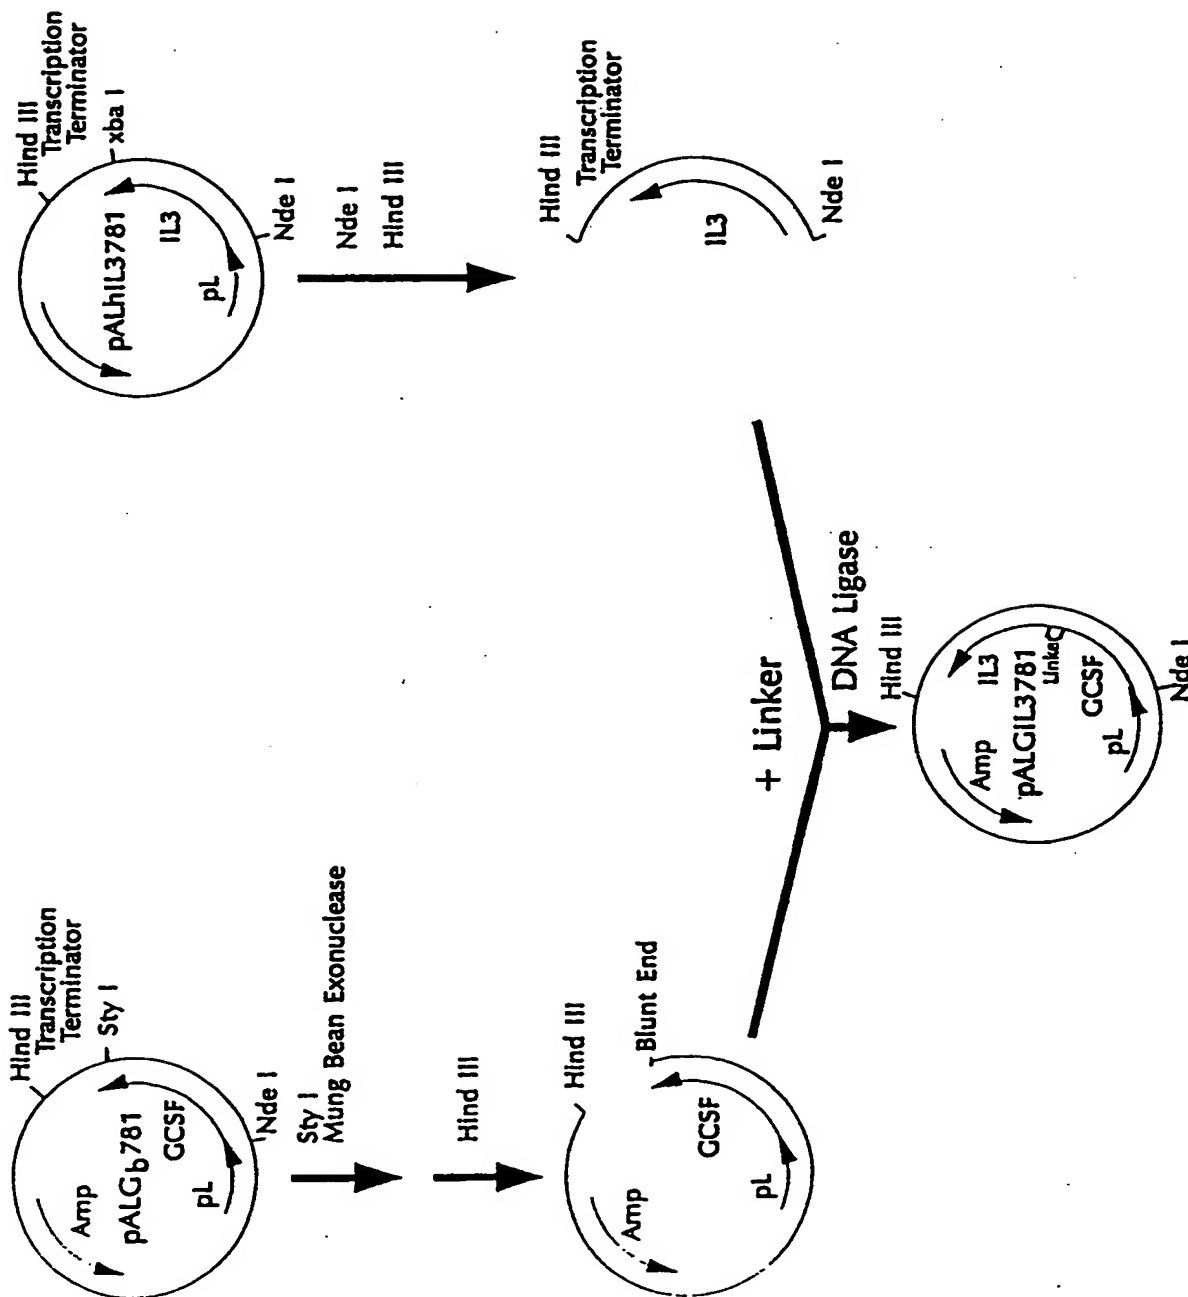 Hind III
Transcription
Terminator
Sty I
Amp
pALGb781
GCSF
pL
Nde I
Sty I
Mung Bean Exonuclease
Hind III
Hind III
Blunt End
Amp
GCSF
pL
Hind III
Transcription
Terminator
xba I
pALhIL3781
IL3
pL
Nde I
Nde I
Hind III
Hind III
Transcription
Terminator
IL3
Nde I
+ Linker
DNA Ligase
Hind III
Amp
IL3
pALGIL3781
Linker
GCSF
pL
Nde I